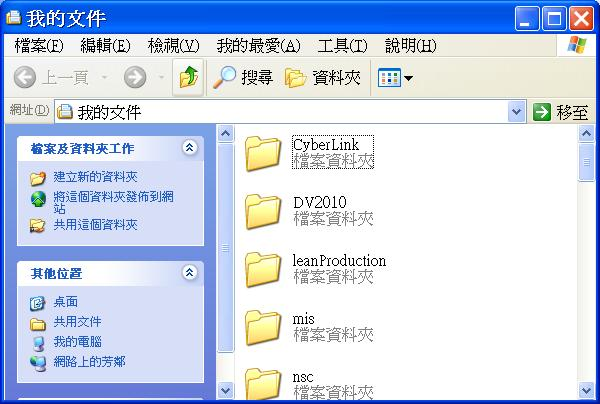 我的文件
檔案(F) 編輯(E) 檢視(V) 我的最愛(A) 工具(T) 說明(H)
上一頁 搜尋 資料夾
網址(D) 我的文件 移至
檔案及資料夾工作
建立新的資料夾
將這個資料夾發佈到網
站
共用這個資料夾
其他位置
桌面
共用文件
我的電腦
網路上的芳鄰
CyberLink
檔案資料夾
DV2010
檔案資料夾
leanProduction
檔案資料夾
mis
檔案資料夾
nsc
檔案資料夾